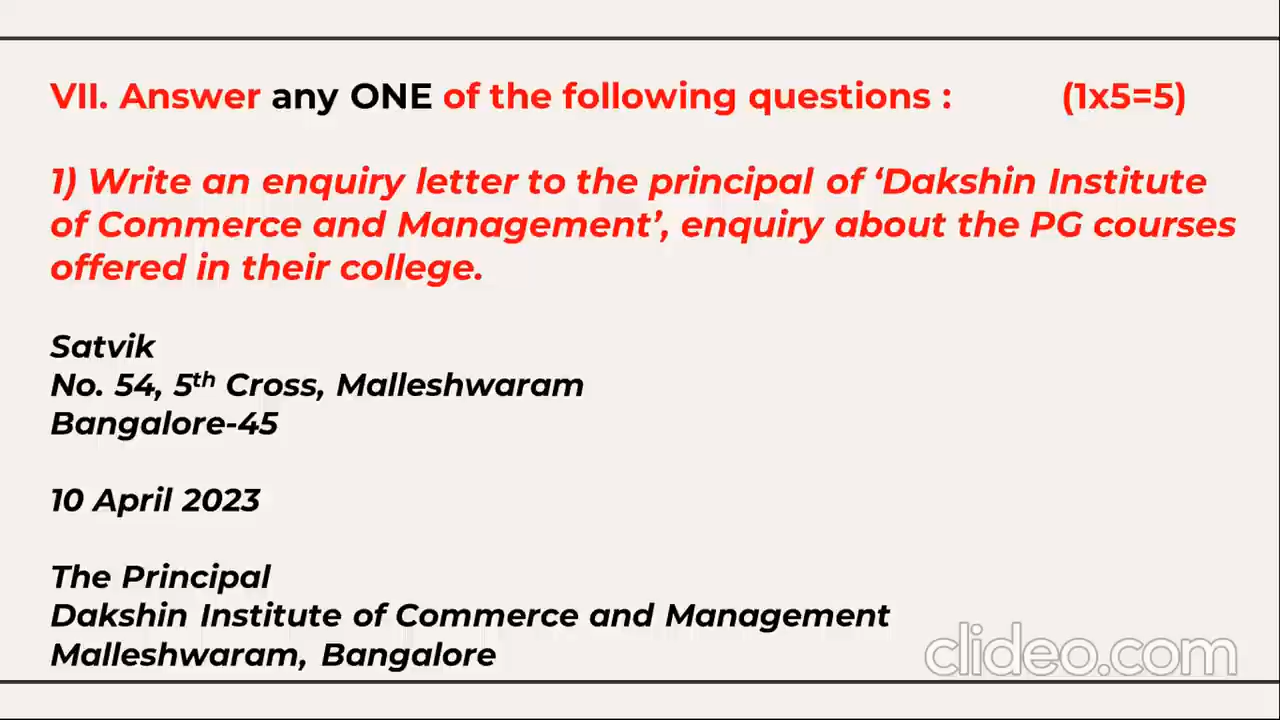 VII. Answer any ONE of the following questions : (1x5=5)
1) Write an enquiry letter to the principal of ‘Dakshin Institute
of Commerce and Management’, enquiry about the PG courses
offered in their college.
Satvik
No. 54, 5th Cross, Malleshwaram
Bangalore-45
10 April 2023
The Principal
Dakshin Institute of Commerce and Management
Malleshwaram, Bangalore
clideo.com